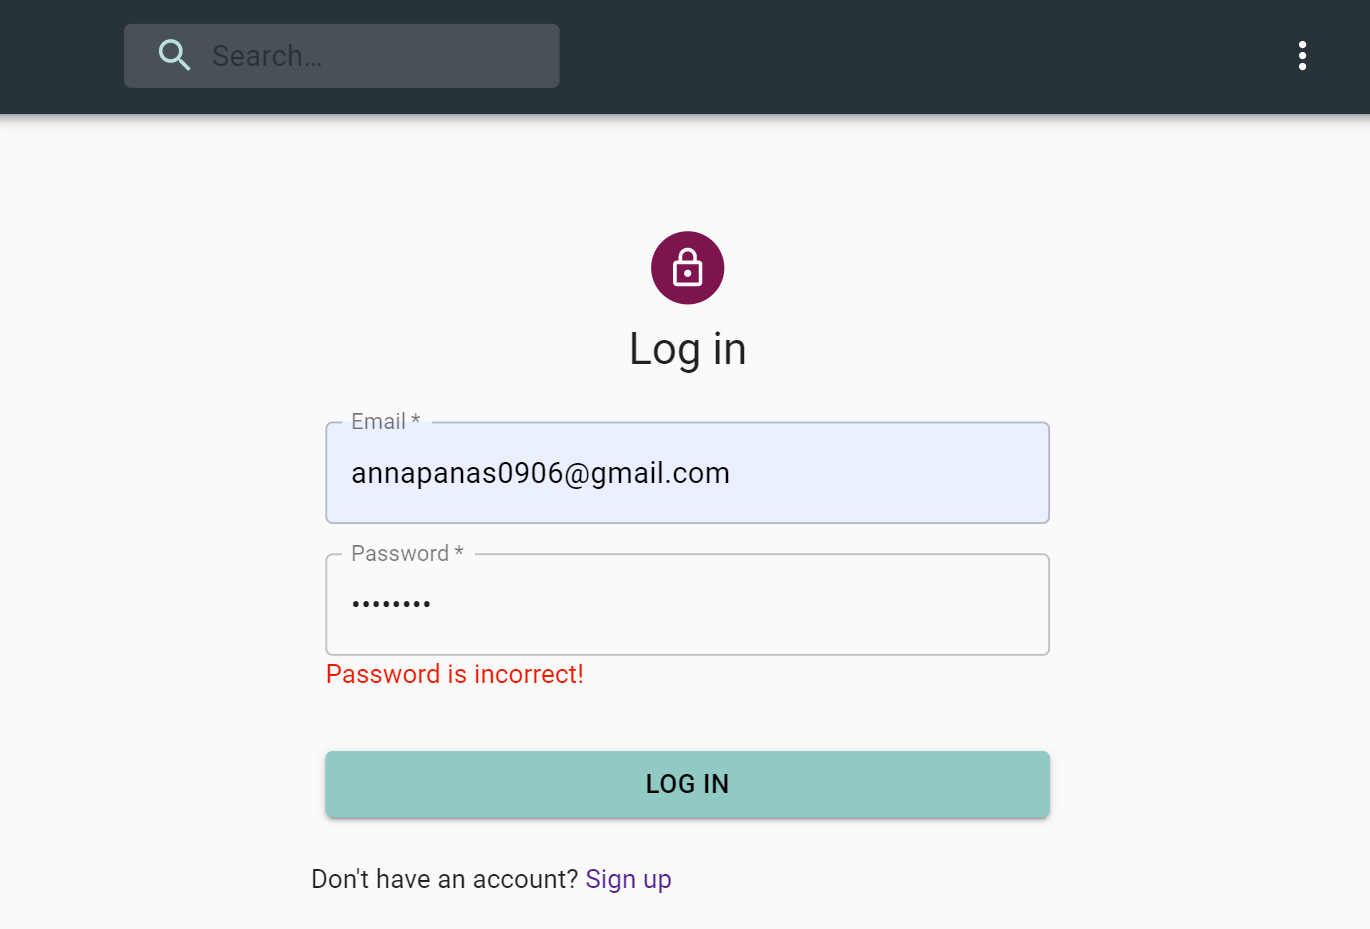 Search...
Log in
Email *
annapanas0906@gmail.com
Password *
••••••••
Password is incorrect!
LOG IN
Don't have an account? Sign up